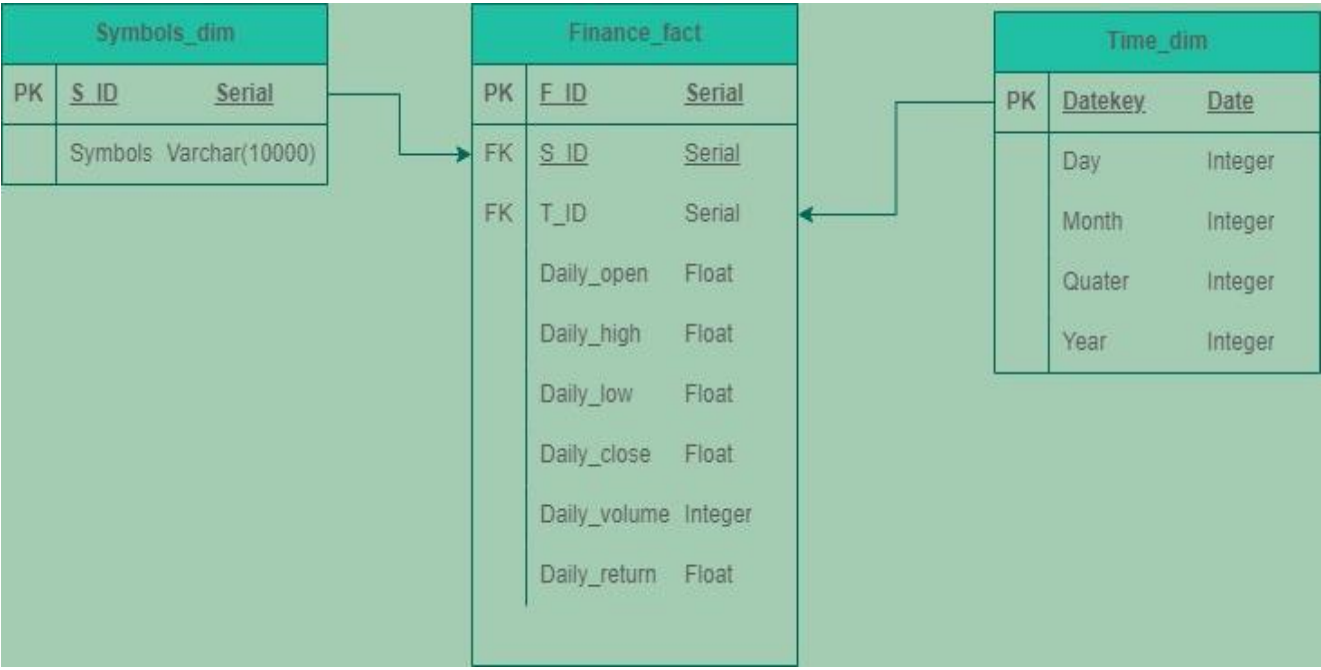 Symbols_dim
PK S_ID Serial
Symbols Varchar(10000)
Finance_fact
PK F_ID Serial
FK S_ID Serial
FK T_ID Serial
Daily_open Float
Daily_high Float
Daily_low Float
Daily_close Float
Daily_volume Integer
Daily_return Float
Time_dim
PK Datekey Date
Day Integer
Month Integer
Quater Integer
Year Integer